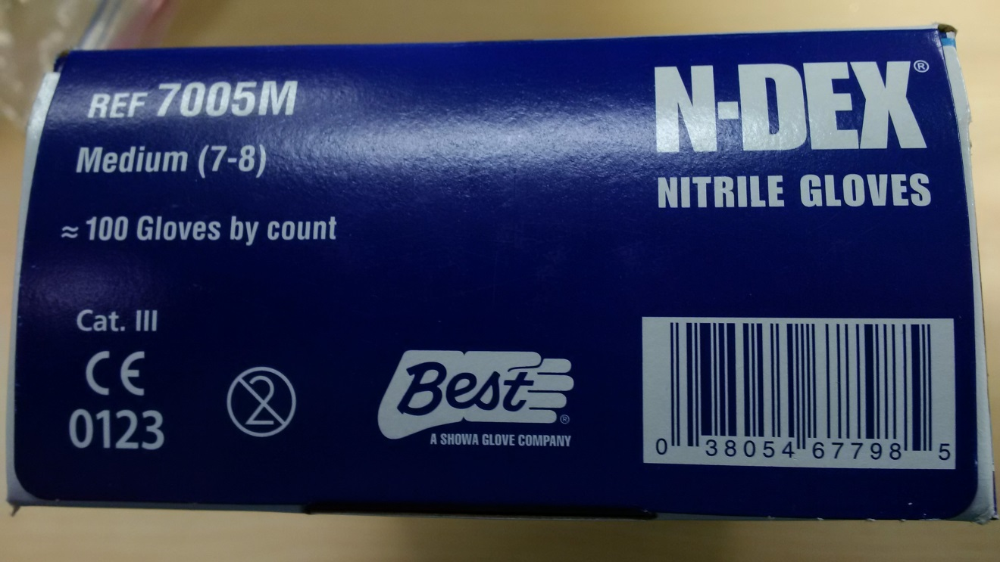 REF 7005M
Medium (7-8)
≈ 100 Gloves by count
N-DEX®
NITRILE GLOVES
Cat. III
CE
0123
2
Best®
A SHOWA GLOVE COMPANY
0 38054 67798 5